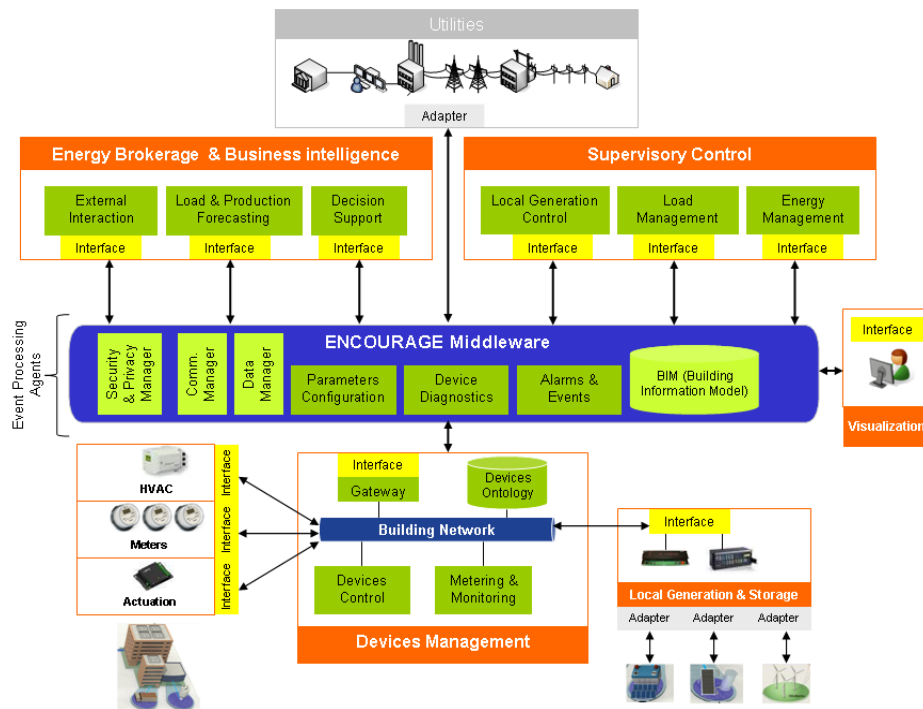 Utilities
Adapter
Energy Brokerage & Business intelligence
External
Interaction
Interface
Load & Production
Forecasting
Interface
Decision
Support
Interface
Supervisory Control
Local Generation
Control
Interface
Load
Management
Interface
Energy
Management
Interface
Event Processing
Agents
ENCOURAGE Middleware
Security
& Privacy
Manager
Comm.
Manager
Data
Manager
Parameters
Configuration
Device
Diagnostics
Alarms &
Events
BIM (Building
Information Model)
Interface
Visualization
HVAC
Interface
Meters
Interface
Actuation
Interface
Interface
Gateway
Devices
Ontology
Building Network
Devices
Control
Metering &
Monitoring
Devices Management
Interface
Local Generation & Storage
Adapter
Adapter
Adapter